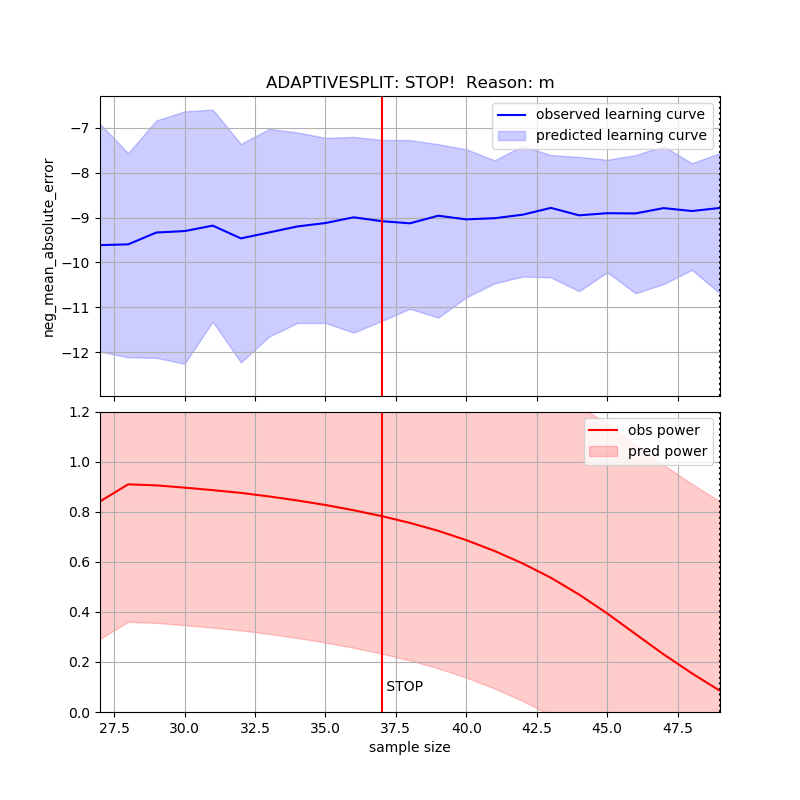 ADAPTIVESPLIT: STOP!  Reason: m
observed learning curve
predicted learning curve
neg_mean_absolute_error
−7
−8
−9
−10
−11
−12
obs power
pred power
1.2
1.0
0.8
0.6
0.4
0.2
0.0
STOP
27.5 30.0 32.5 35.0 37.5 40.0 42.5 45.0 47.5
sample size